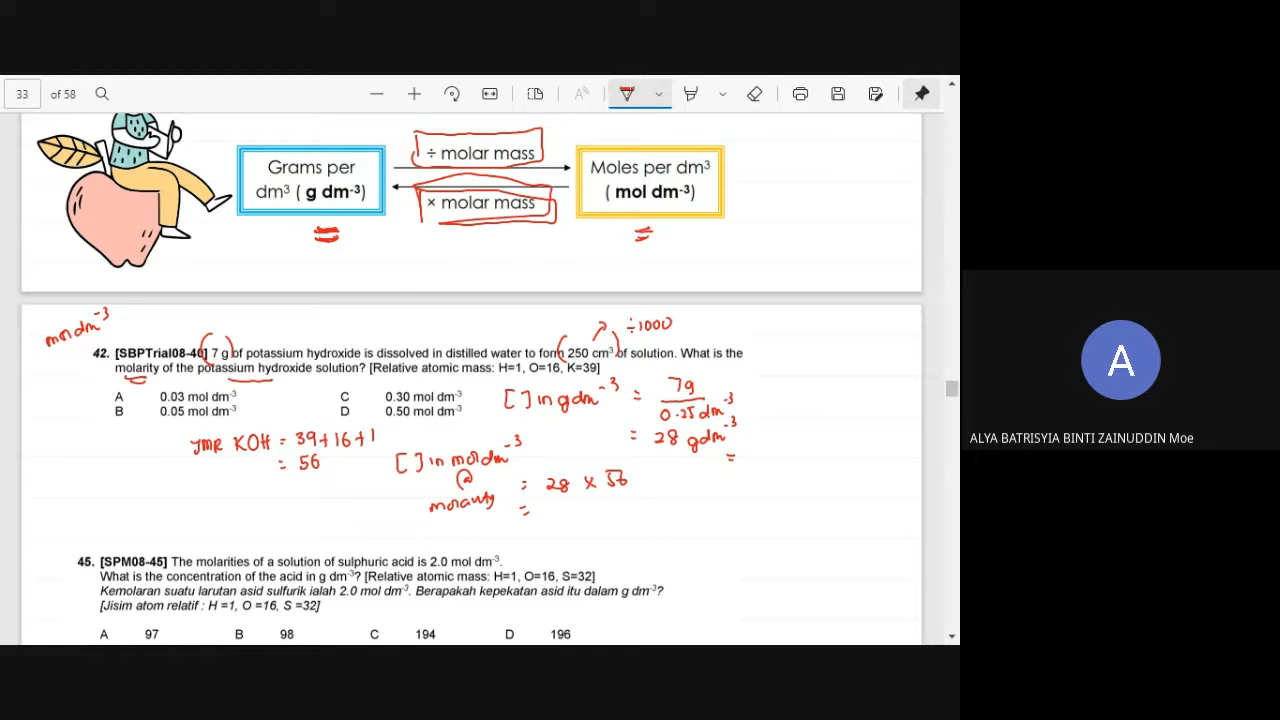 33 of 58
÷ molar mass
Grams per
dm³ ( g dm⁻³)
Moles per dm³
( mol dm⁻³)
× molar mass
mol dm⁻³
÷1000
42. [SBPTrial08-40] 7 g of potassium hydroxide is dissolved in distilled water to form 250 cm³ of solution. What is the
molarity of the potassium hydroxide solution? [Relative atomic mass: H=1, O=16, K=39]
A 0.03 mol dm⁻³ C 0.30 mol dm⁻³
B 0.05 mol dm⁻³ D 0.50 mol dm⁻³
[ ] in g dm⁻³ = 7g
0.25 dm⁻³
= 28 g dm⁻³
JMR KOH = 39+16+1
= 56
[ ] in mol dm⁻³
@
molarity = 28 × 56
=
45. [SPM08-45] The molarities of a solution of sulphuric acid is 2.0 mol dm⁻³.
What is the concentration of the acid in g dm⁻³? [Relative atomic mass: H=1, O=16, S=32]
Kemolaran suatu larutan asid sulfurik ialah 2.0 mol dm⁻³. Berapakah kepekatan asid itu dalam g dm⁻³?
[Jisim atom relatif : H =1, O =16, S =32]
A 97 B 98 C 194 D 196
A
ALYA BATRISYIA BINTI ZAINUDDIN Moe